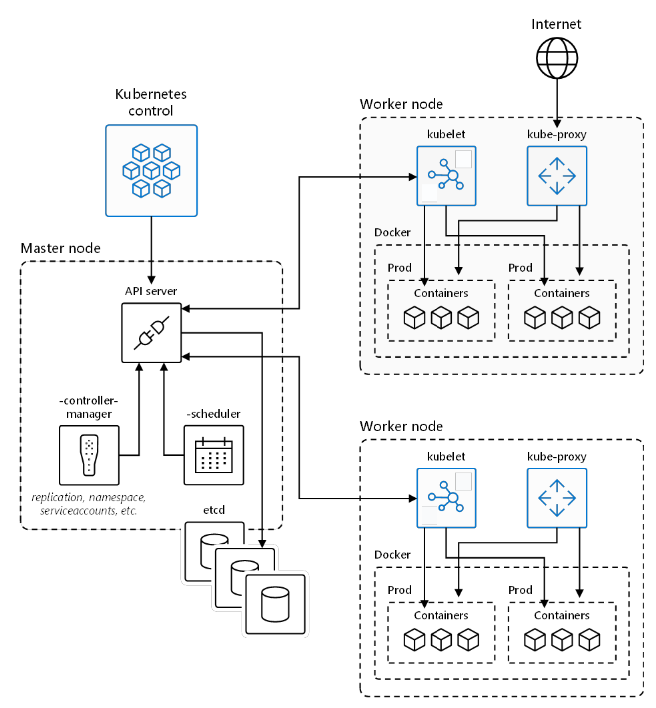 Internet
Kubernetes
control
Worker node
kubelet
kube-proxy
Docker
Prod
Containers
Prod
Containers
Master node
API server
-controller-
manager
-scheduler
replication, namespace,
serviceaccounts, etc.
etcd
Worker node
kubelet
kube-proxy
Docker
Prod
Containers
Prod
Containers